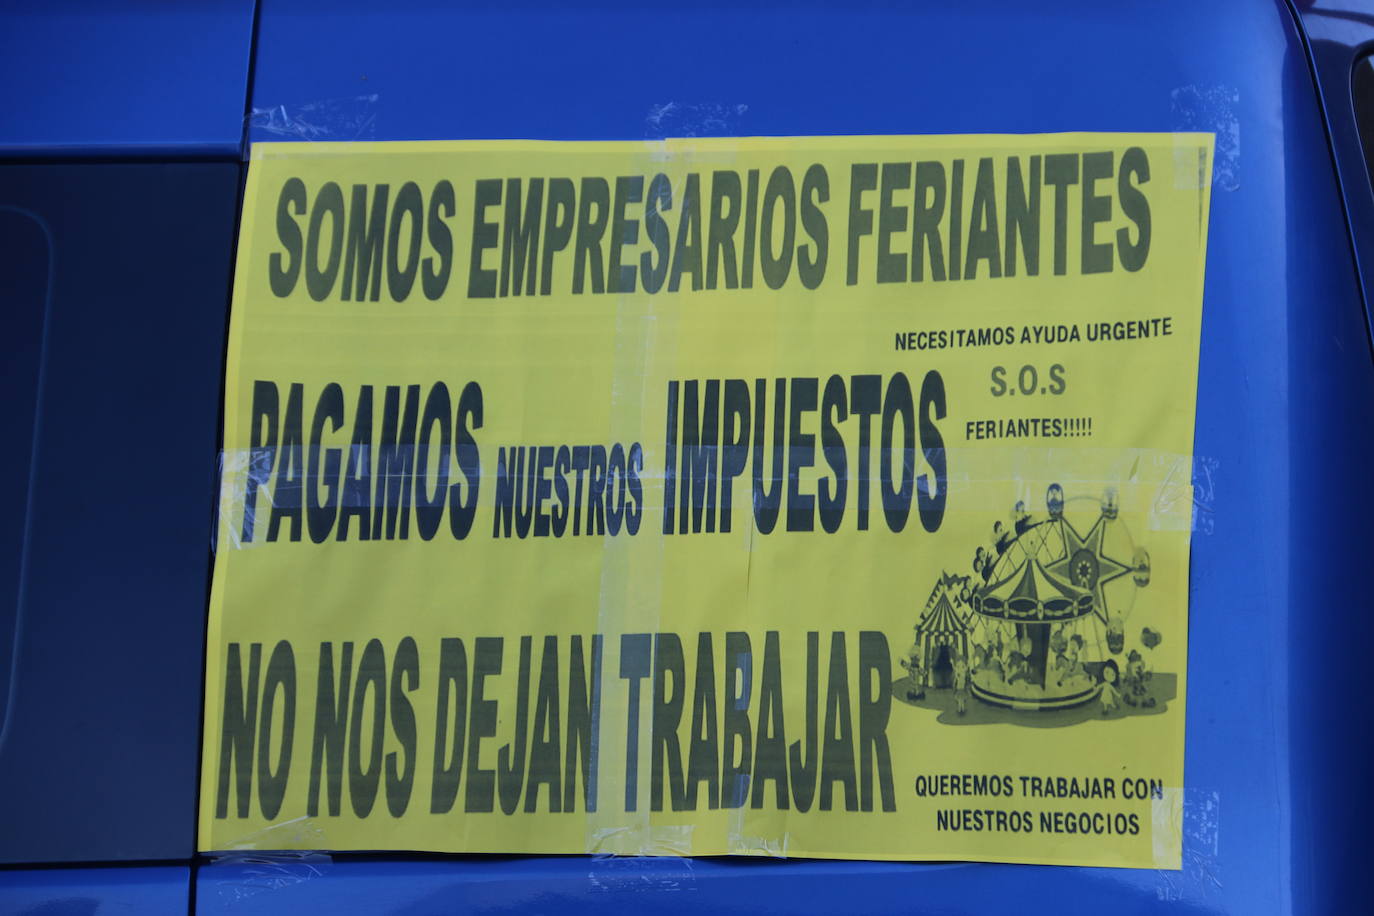 SOMOS EMPRESARIOS FERIANTES
NECESITAMOS AYUDA URGENTE
S.O.S
FERIANTES!!!!!
PAGAMOS NUESTROS IMPUESTOS
NO NOS DEJAN TRABAJAR
QUEREMOS TRABAJAR CON
NUESTROS NEGOCIOS